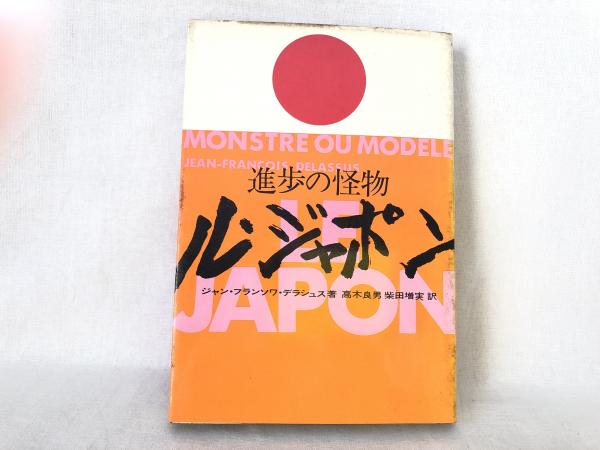 MONSTRE OU MODELE
JEAN-FRANÇOIS DELASSUS
進歩の怪物
LE
ル・ジャポン
JAPON
ジャン・フランソワ・デラシュス著 高木良男 柴田増実 訳